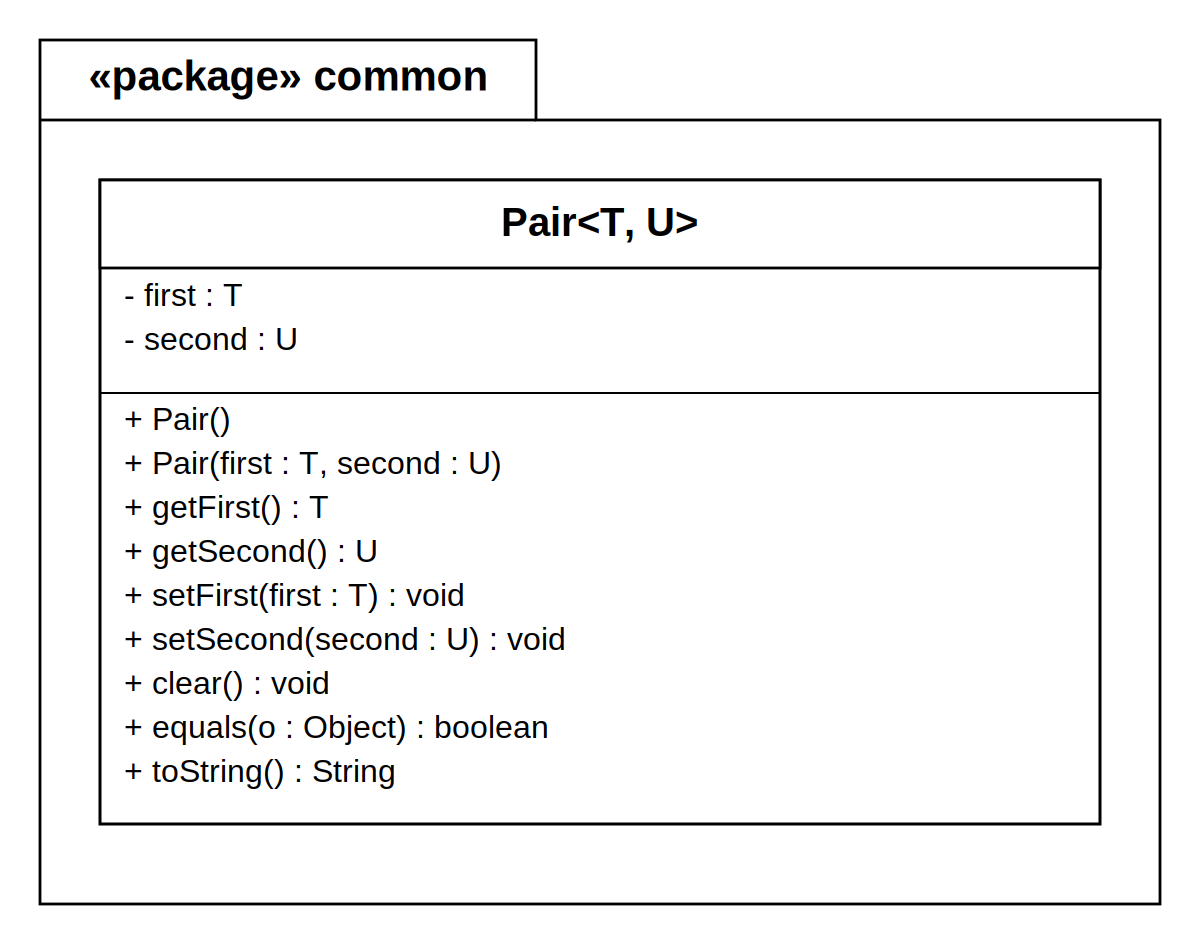 «package» common
Pair<T, U>
- first : T
- second : U
+ Pair()
+ Pair(first : T, second : U)
+ getFirst() : T
+ getSecond() : U
+ setFirst(first : T) : void
+ setSecond(second : U) : void
+ clear() : void
+ equals(o : Object) : boolean
+ toString() : String